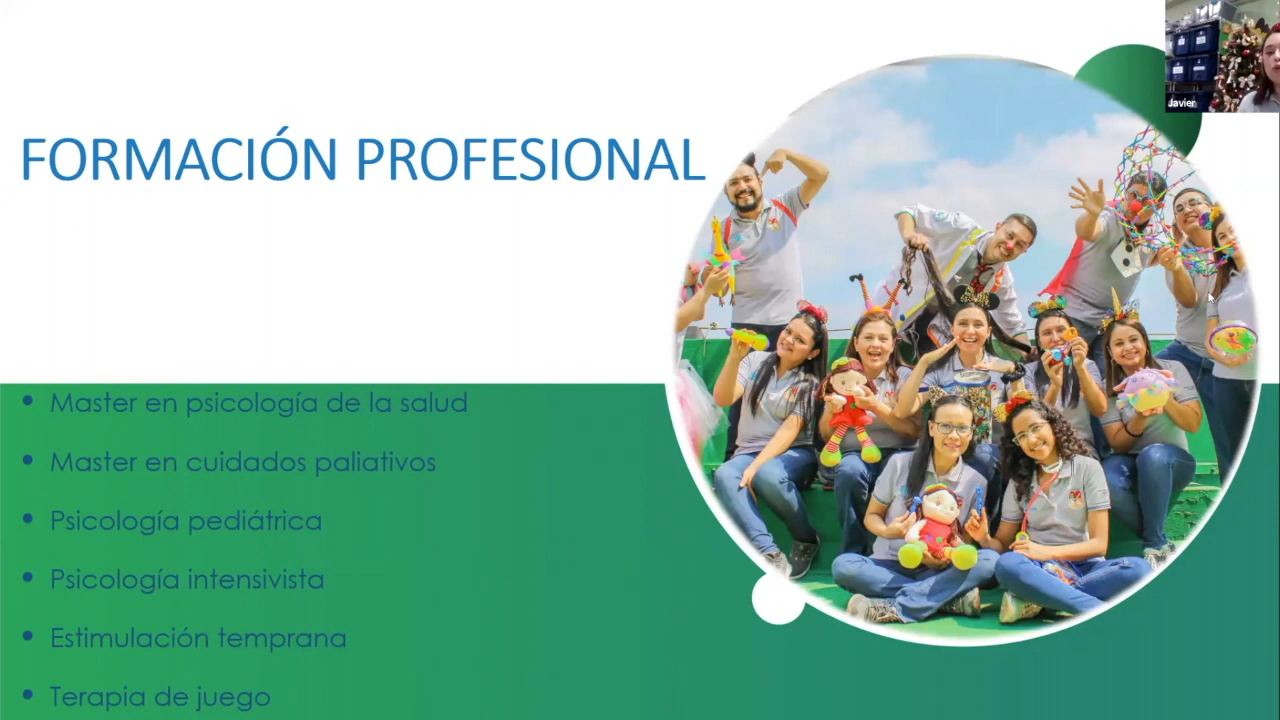 FORMACIÓN PROFESIONAL
• Master en psicología de la salud
• Master en cuidados paliativos
• Psicología pediátrica
• Psicología intensivista
• Estimulación temprana
• Terapia de juego
Javier